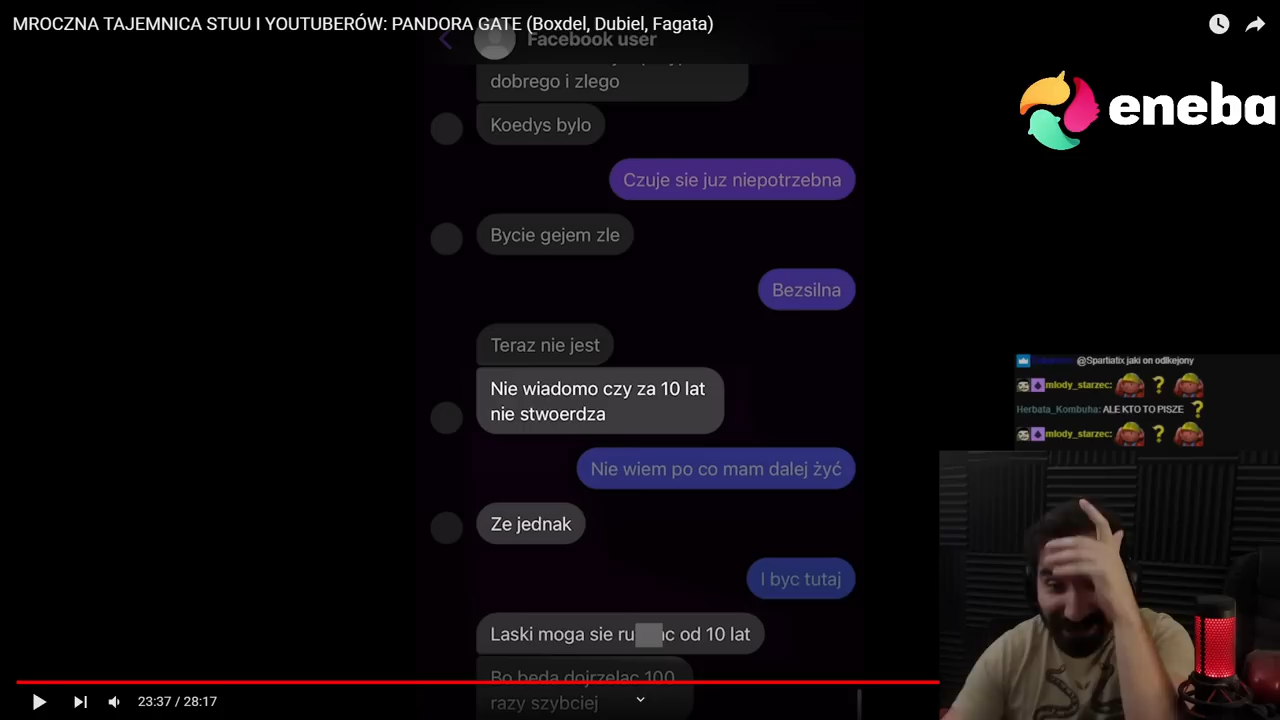 MROCZNA TAJEMNICA STUU I YOUTUBERÓW: PANDORA GATE (Boxdel, Dubiel, Fagata)
Facebook user
dobrego i zlego
eneba
Koedys bylo
Czuje sie juz niepotrzebna
Bycie gejem zle
Bezsilna
Teraz nie jest
Nie wiadomo czy za 10 lat
nie stwoerdza
@Spartiatix jaki on odlkejony
mlody_starzec: ?
Herbata_Kombuha: ALE KTO TO PISZE ?
mlody_starzec: ?
Nie wiem po co mam dalej żyć
Ze jednak
I byc tutaj
Laski moga sie ru c od 10 lat
Bo beda dojrzelac 100
razy szybciej
23:37 / 28:17